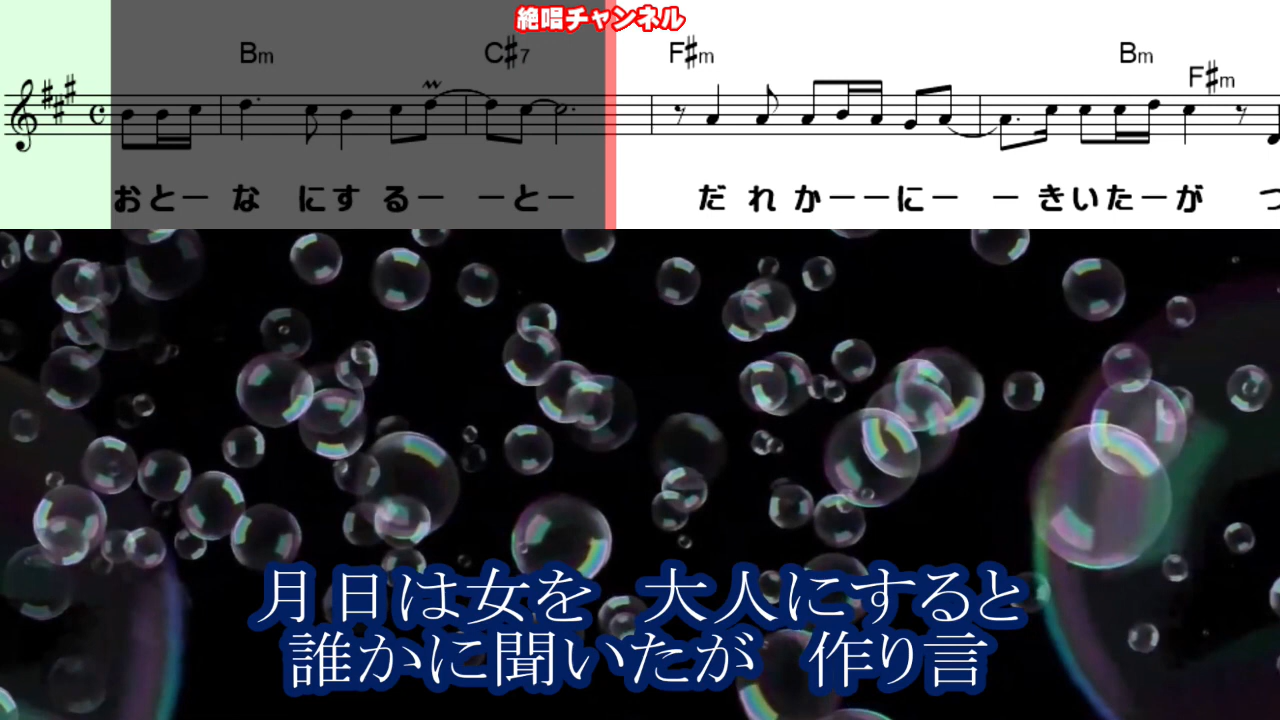 絶唱チャンネル
Bm C#7 F#m Bm F#m
おとー な にす るー ーとー だ れ かーーにー ーきいたーが つ
月日は女を 大人にすると
誰かに聞いたが 作り言